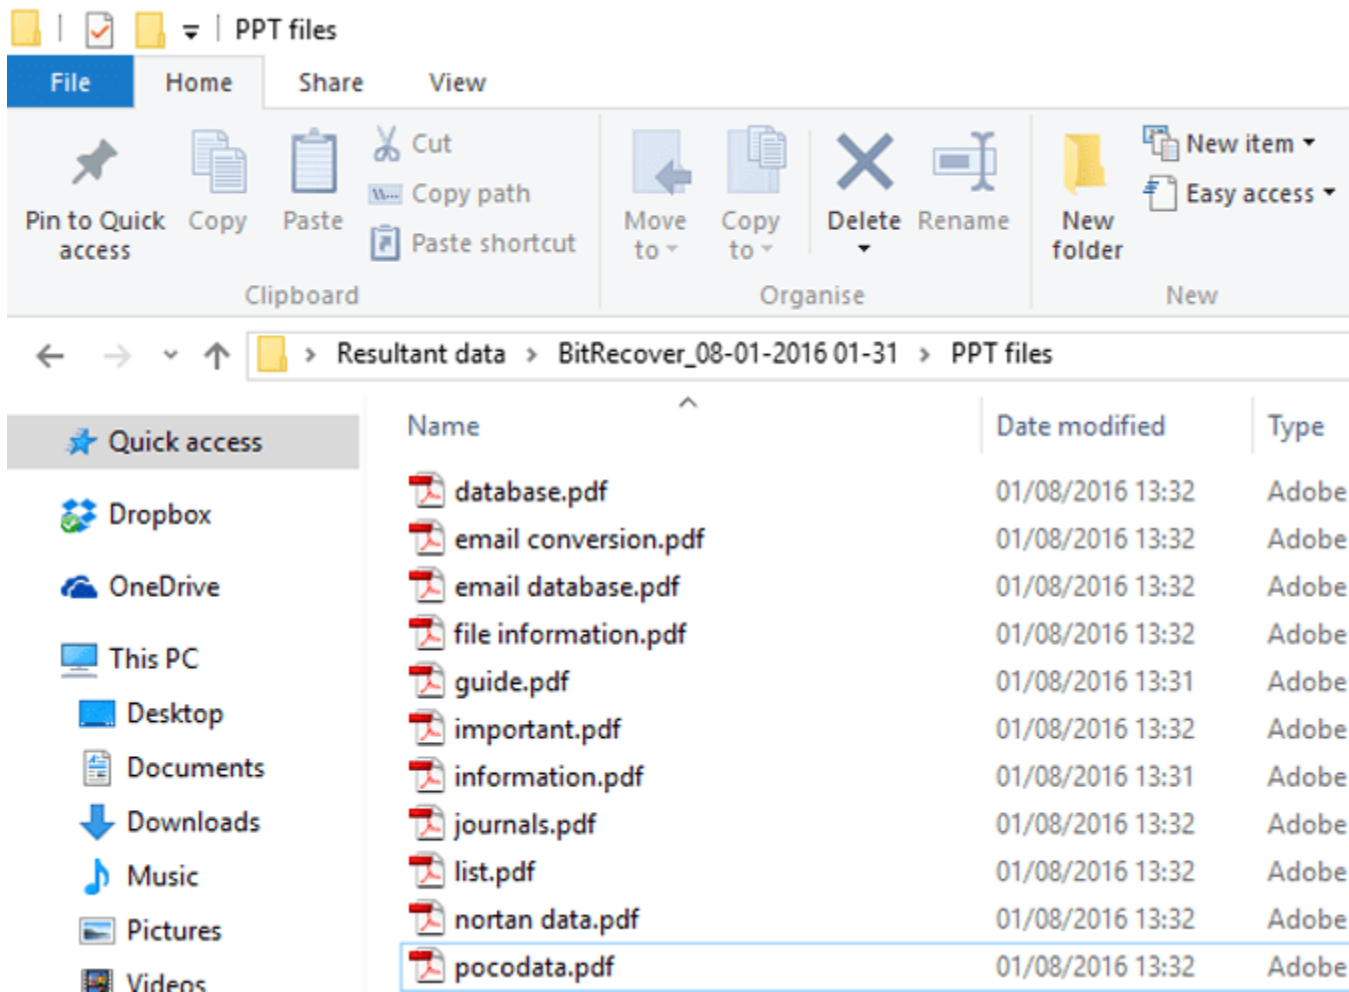 PPT files
File Home Share View
Pin to Quick access
Copy
Paste
Cut
Copy path
Paste shortcut
Clipboard
Move to
Copy to
Delete
Rename
Organise
New folder
New item
Easy access
New
Resultant data > BitRecover_08-01-2016 01-31 > PPT files
Quick access
Dropbox
OneDrive
This PC
Desktop
Documents
Downloads
Music
Pictures
Videos
Name Date modified Type
database.pdf 01/08/2016 13:32 Adobe
email conversion.pdf 01/08/2016 13:32 Adobe
email database.pdf 01/08/2016 13:32 Adobe
file information.pdf 01/08/2016 13:32 Adobe
guide.pdf 01/08/2016 13:31 Adobe
important.pdf 01/08/2016 13:32 Adobe
information.pdf 01/08/2016 13:31 Adobe
journals.pdf 01/08/2016 13:32 Adobe
list.pdf 01/08/2016 13:32 Adobe
nortan data.pdf 01/08/2016 13:32 Adobe
pocodata.pdf 01/08/2016 13:32 Adobe